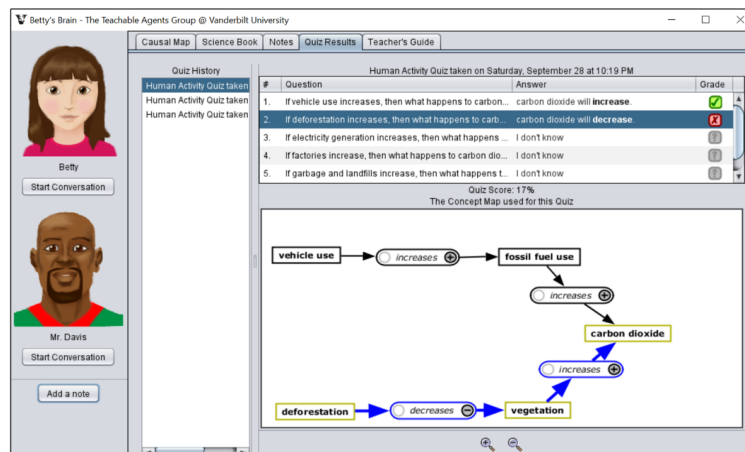 Betty's Brain - The Teachable Agents Group @ Vanderbilt University
Causal Map Science Book Notes Quiz Results Teacher's Guide
Betty
Start Conversation
Mr. Davis
Start Conversation
Add a note
Quiz History
Human Activity Quiz taken
Human Activity Quiz taken
Human Activity Quiz taken
Human Activity Quiz taken on Saturday, September 28 at 10:19 PM
# Question Answer Grade
1. If vehicle use increases, then what happens to carbon... carbon dioxide will increase.
2. If deforestation increases, then what happens to carb... carbon dioxide will decrease.
3. If electricity generation increases, then what happens ... I don't know
4. If factories increase, then what happens to carbon dio... I don't know
5. If garbage and landfills increase, then what happens t... I don't know
Quiz Score: 17%
The Concept Map used for this Quiz
vehicle use increases fossil fuel use
increases
carbon dioxide
increases
deforestation decreases vegetation